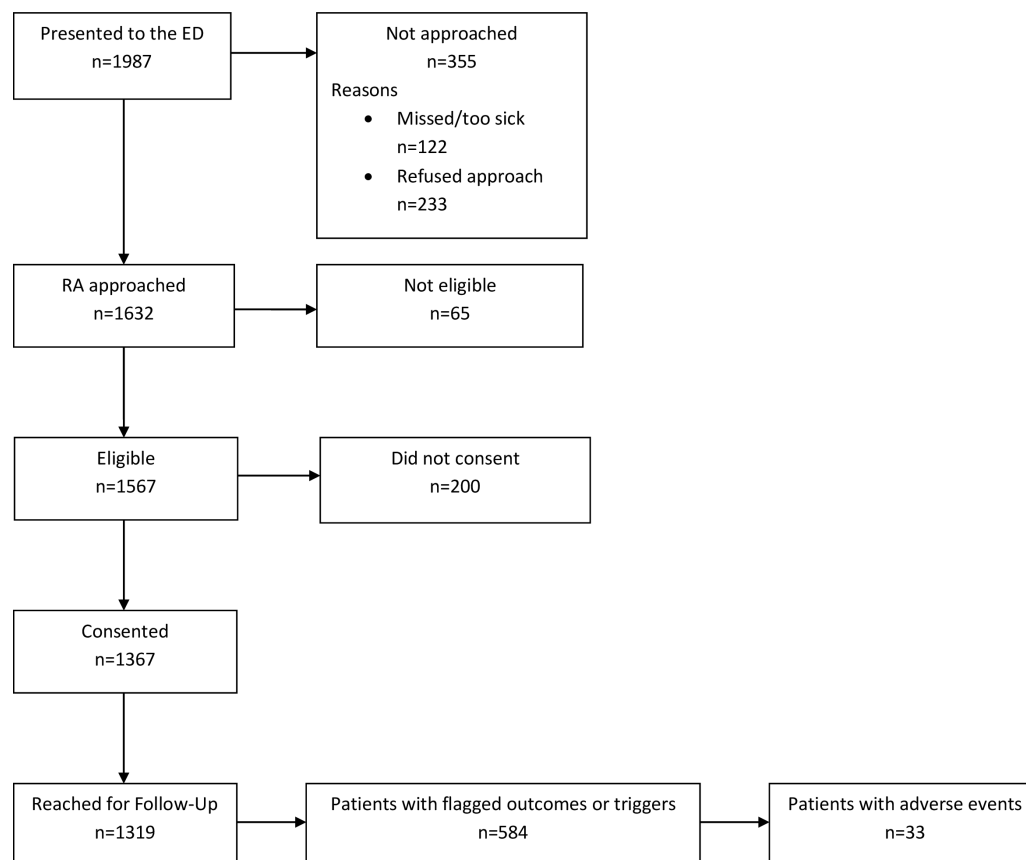 Presented to the ED
n=1987
Not approached
n=355
Reasons
• Missed/too sick
n=122
• Refused approach
n=233
RA approached
n=1632
Not eligible
n=65
Eligible
n=1567
Did not consent
n=200
Consented
n=1367
Reached for Follow-Up
n=1319
Patients with flagged outcomes or triggers
n=584
Patients with adverse events
n=33